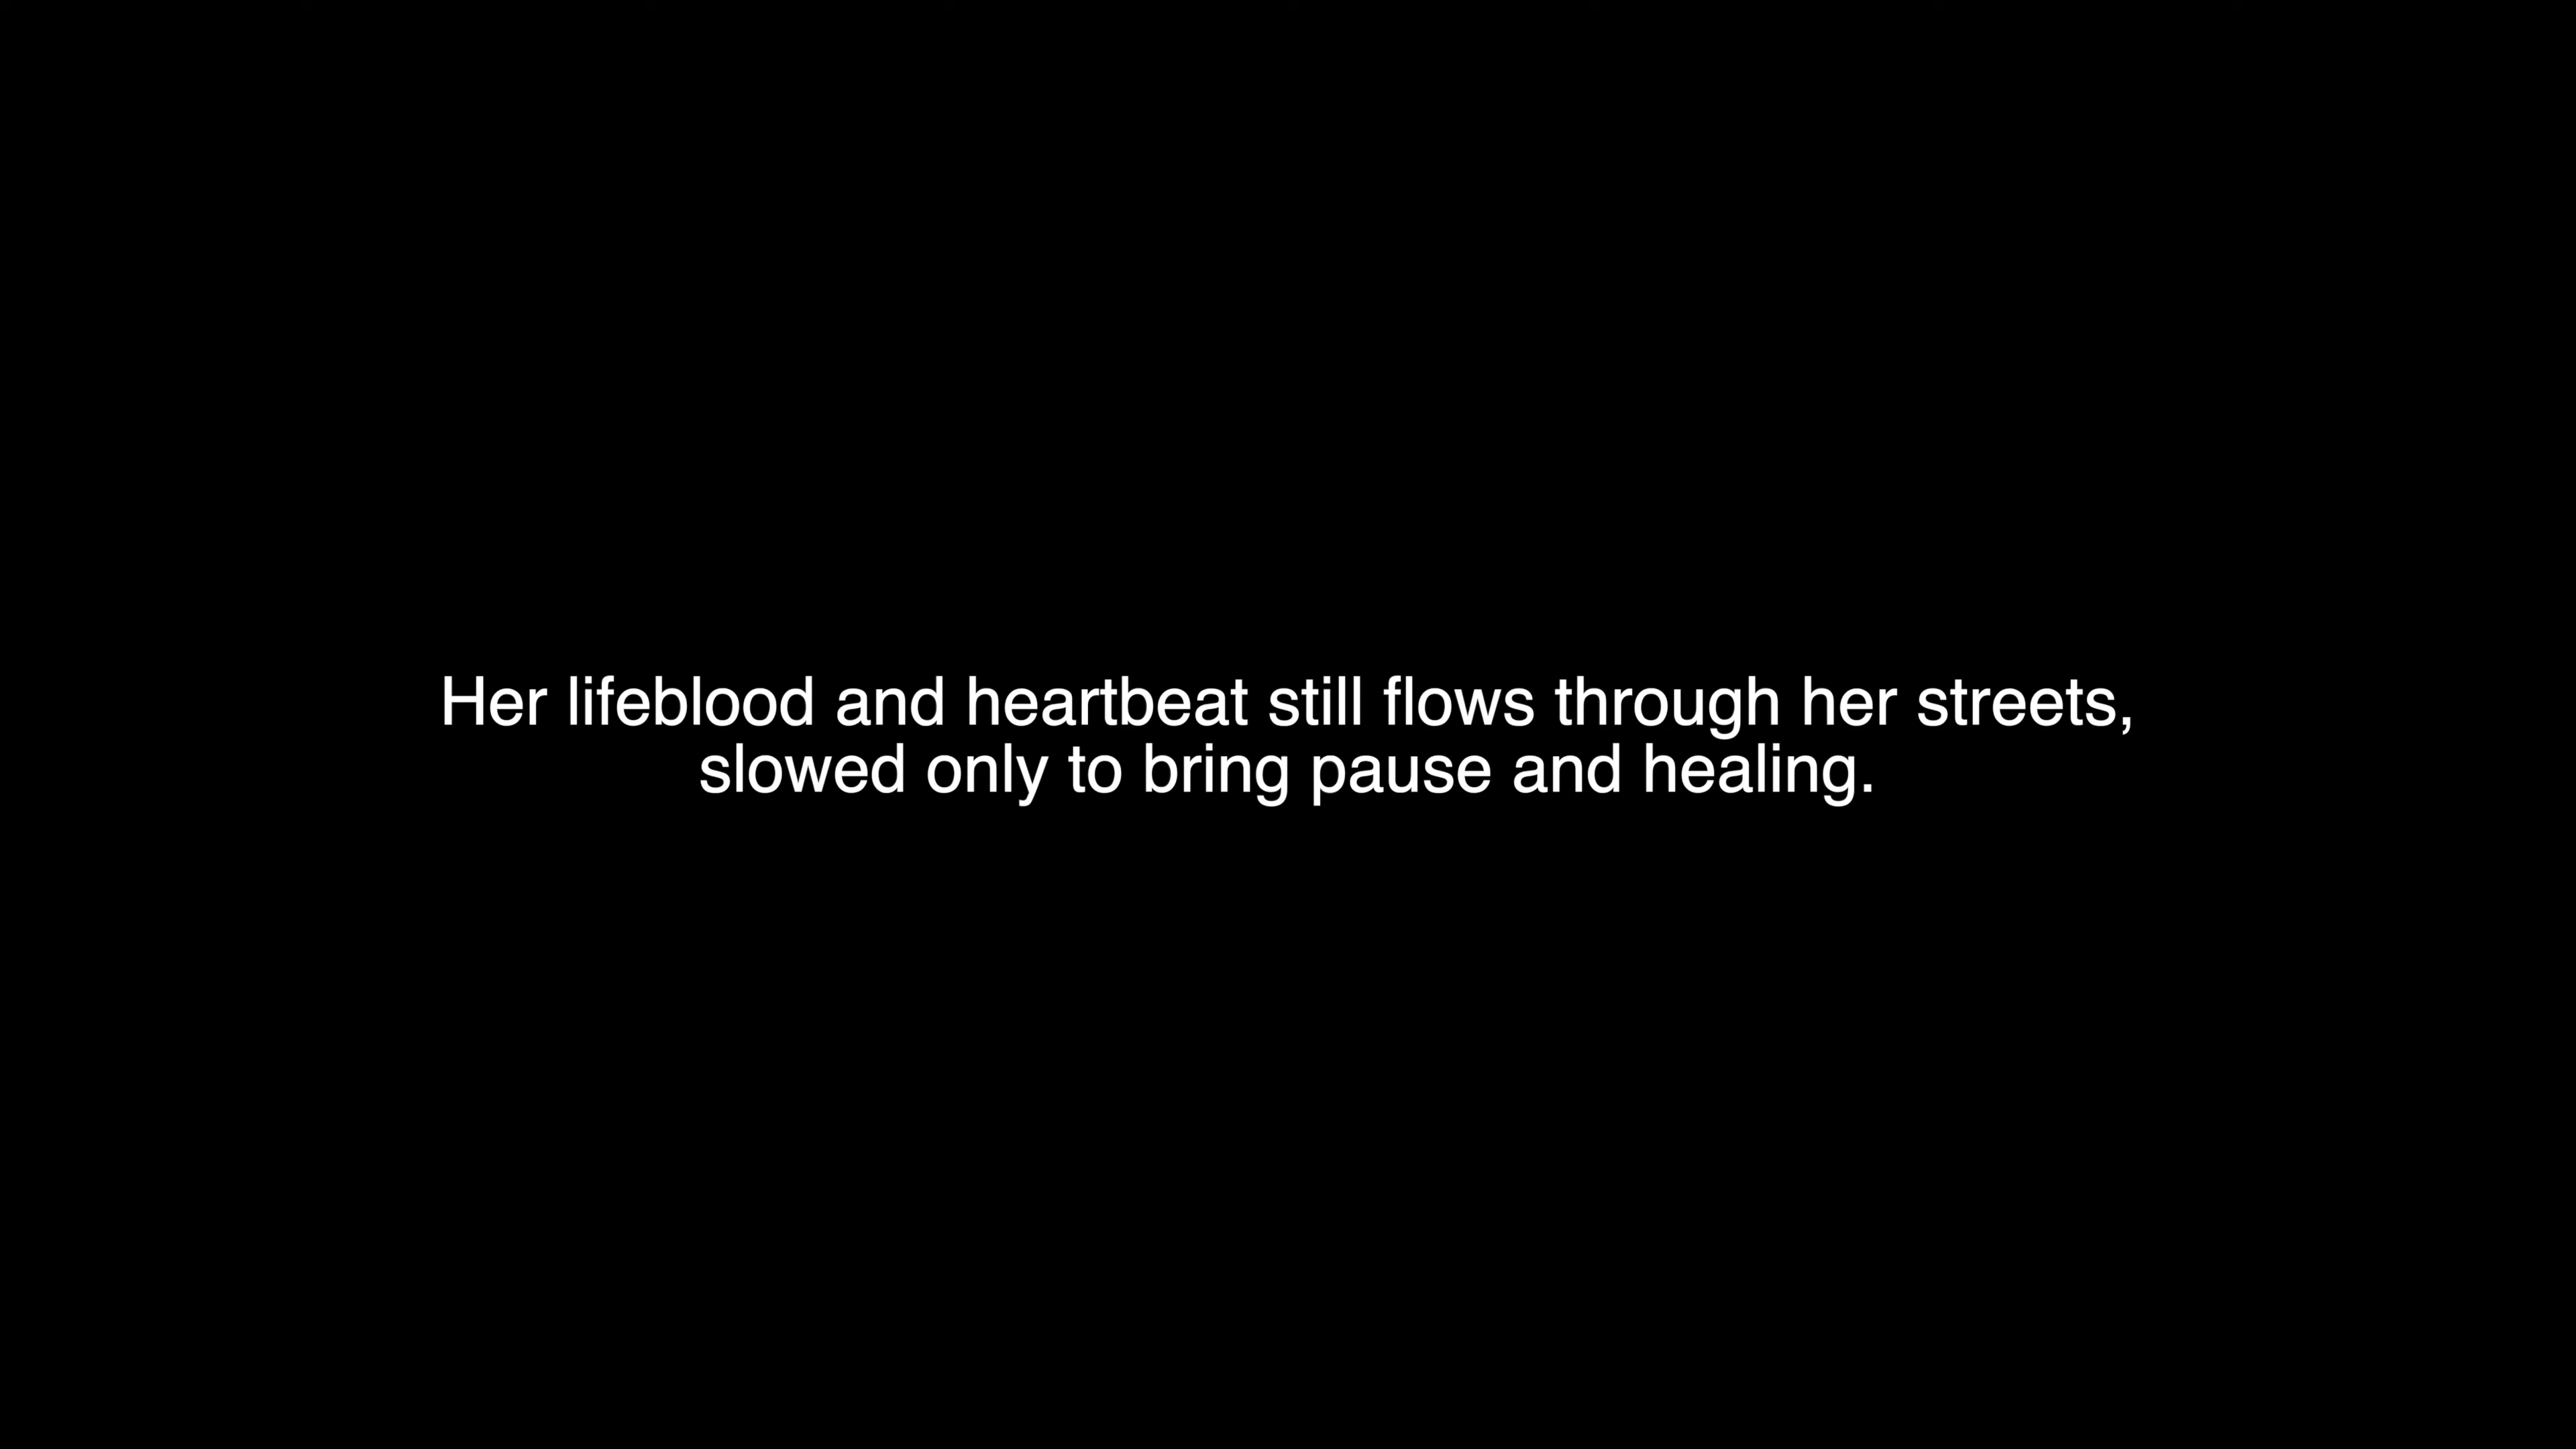 Her lifeblood and heartbeat still flows through her streets,
slowed only to bring pause and healing.